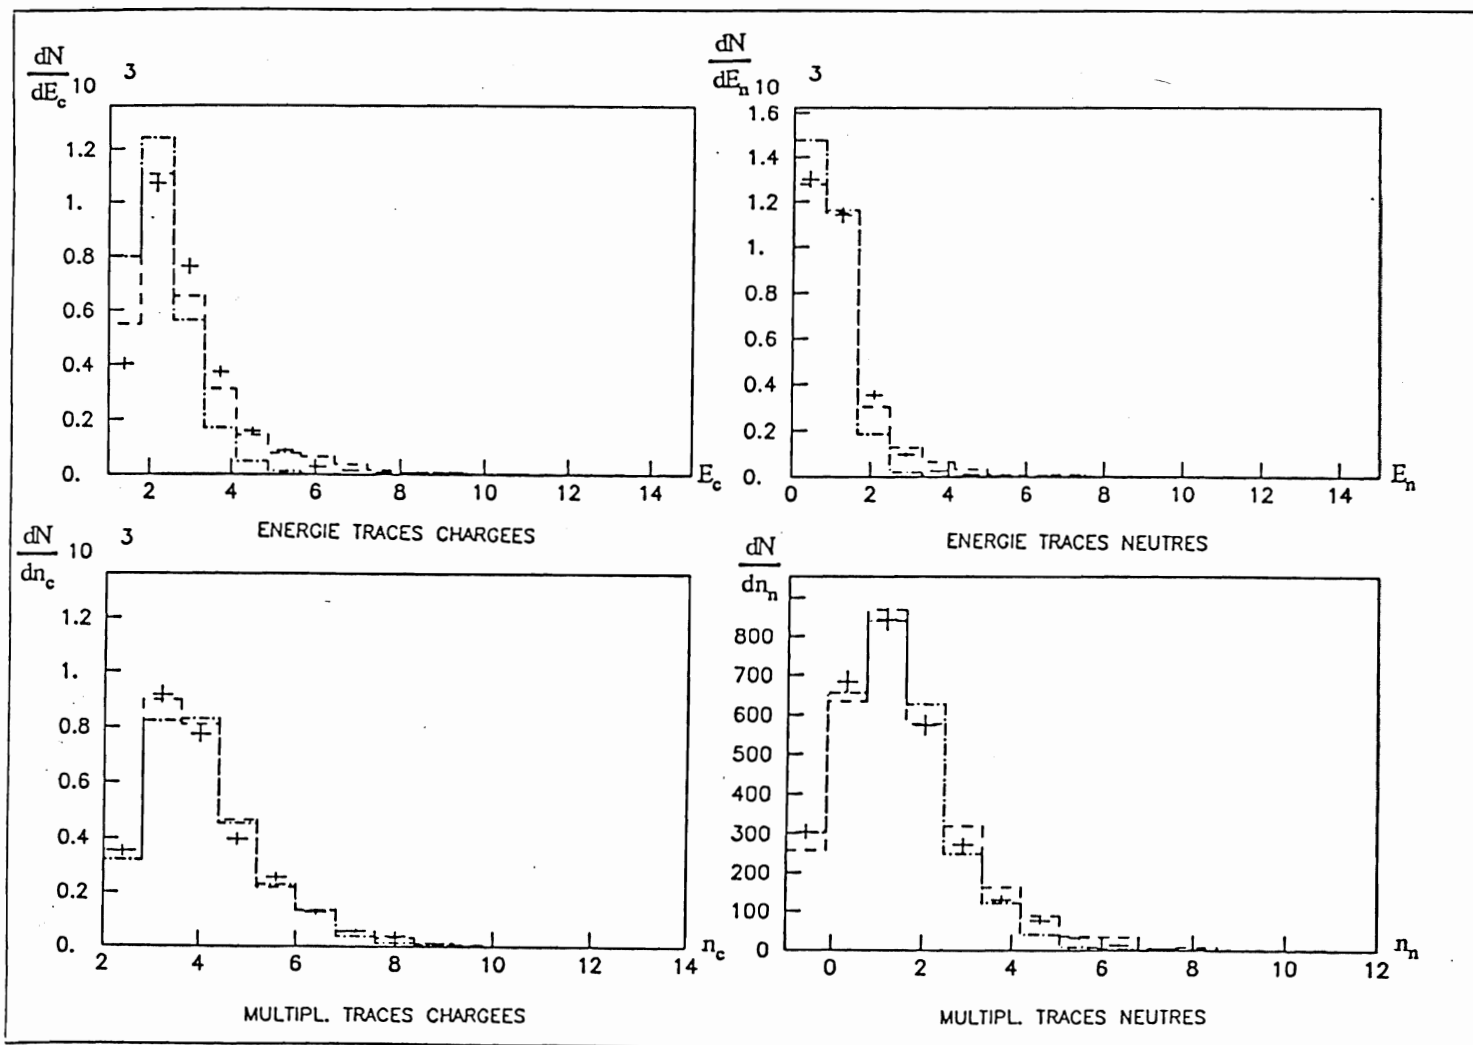 dN
dE_c
10 3
1.2
1.
0.8
0.6
0.4
0.2
0.
2 4 6 8 10 12 14 E_c
ENERGIE TRACES CHARGEES
dN
dE_n
10 3
1.6
1.4
1.2
1.
0.8
0.6
0.4
0.2
0.
0 2 4 6 8 10 12 14 E_n
ENERGIE TRACES NEUTRES
dN
dn_c
10 3
1.2
1.
0.8
0.6
0.4
0.2
0.
2 4 6 8 10 12 14 n_c
MULTIPL. TRACES CHARGEES
dN
dn_n
800
700
600
500
400
300
200
100
0
0 2 4 6 8 10 12 n_n
MULTIPL. TRACES NEUTRES